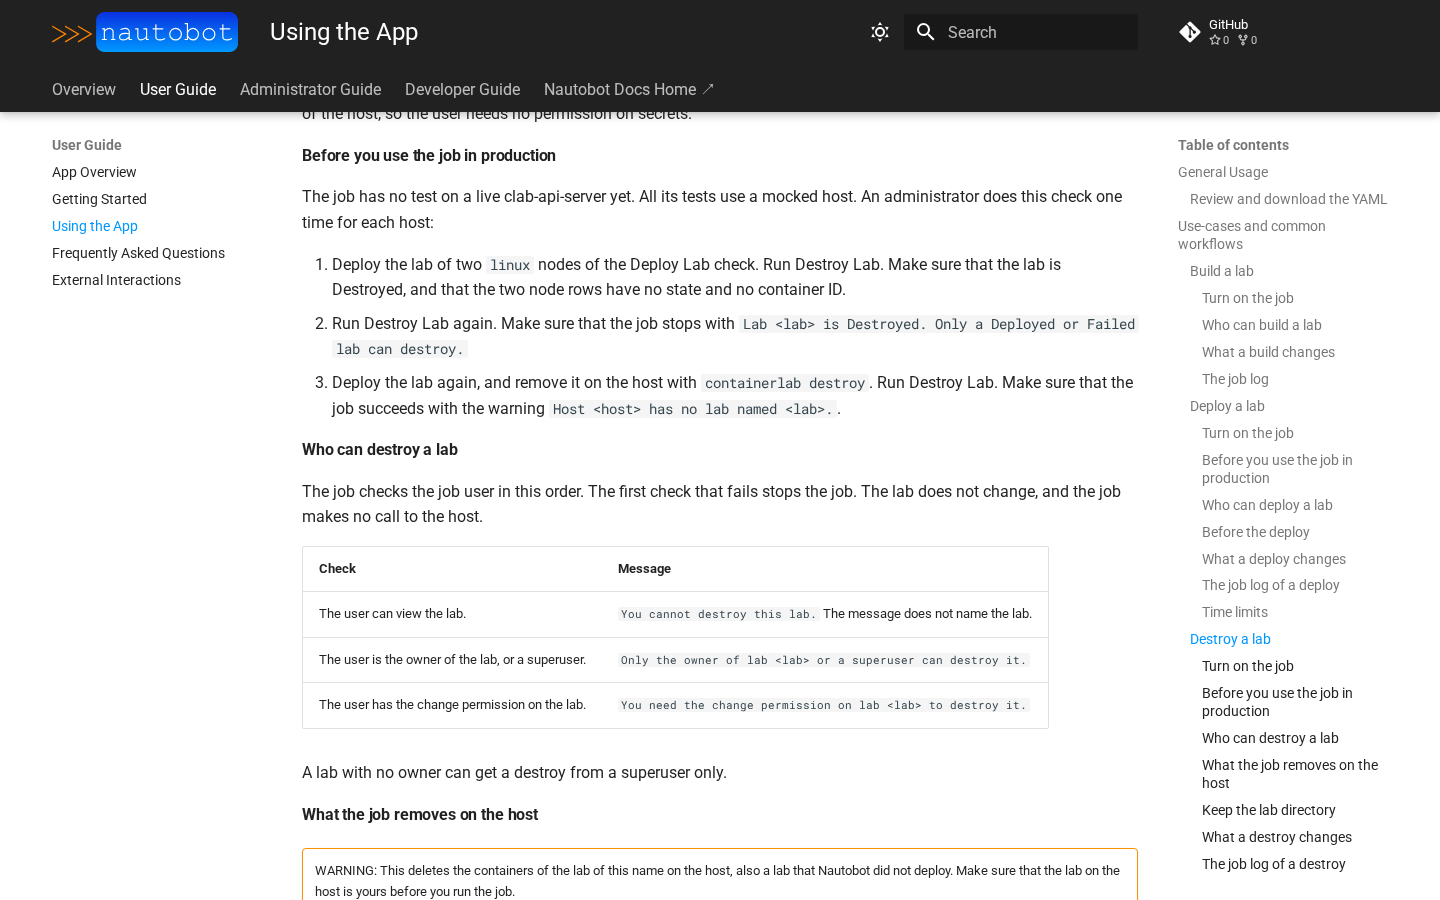 >>> nautobot
Using the App
Search
GitHub
0 0
Overview User Guide Administrator Guide Developer Guide Nautobot Docs Home ↗
User Guide
App Overview
Getting Started
Using the App
Frequently Asked Questions
External Interactions
of the host, so the user needs no permission on secrets.
Before you use the job in production
The job has no test on a live clab-api-server yet. All its tests use a mocked host. An administrator does this check one
time for each host:
1. Deploy the lab of two linux nodes of the Deploy Lab check. Run Destroy Lab. Make sure that the lab is
Destroyed, and that the two node rows have no state and no container ID.
2. Run Destroy Lab again. Make sure that the job stops with Lab <lab> is Destroyed. Only a Deployed or Failed
lab can destroy.
3. Deploy the lab again, and remove it on the host with containerlab destroy. Run Destroy Lab. Make sure that the
job succeeds with the warning Host <host> has no lab named <lab>..
Who can destroy a lab
The job checks the job user in this order. The first check that fails stops the job. The lab does not change, and the job
makes no call to the host.
Check Message
The user can view the lab. You cannot destroy this lab. The message does not name the lab.
The user is the owner of the lab, or a superuser. Only the owner of lab <lab> or a superuser can destroy it.
The user has the change permission on the lab. You need the change permission on lab <lab> to destroy it.
A lab with no owner can get a destroy from a superuser only.
What the job removes on the host
WARNING: This deletes the containers of the lab of this name on the host, also a lab that Nautobot did not deploy. Make sure that the lab on the
host is yours before you run the job.
Table of contents
General Usage
Review and download the YAML
Use-cases and common
workflows
Build a lab
Turn on the job
Who can build a lab
What a build changes
The job log
Deploy a lab
Turn on the job
Before you use the job in
production
Who can deploy a lab
Before the deploy
What a deploy changes
The job log of a deploy
Time limits
Destroy a lab
Turn on the job
Before you use the job in
production
Who can destroy a lab
What the job removes on the
host
Keep the lab directory
What a destroy changes
The job log of a destroy